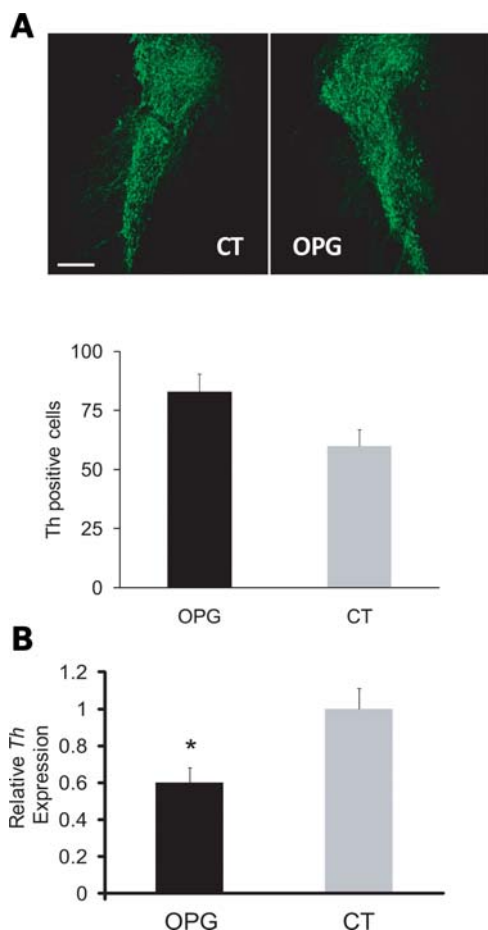 A
CT
OPG
100
75
50
25
0
Th positive cells
OPG
CT
B
1.2
1
0.8
0.6
0.4
0.2
0
Relative Th
Expression
*
OPG
CT